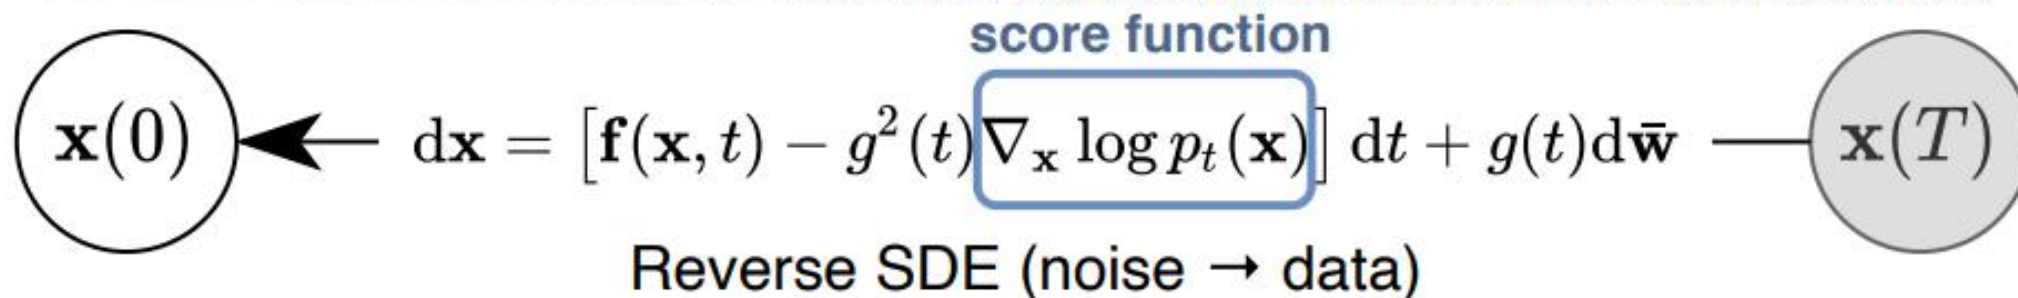 score function
x(0) dx = [f(x, t) − g²(t)∇ₓ log pₜ(x)] dt + g(t)dw̄ x(T)
Reverse SDE (noise → data)